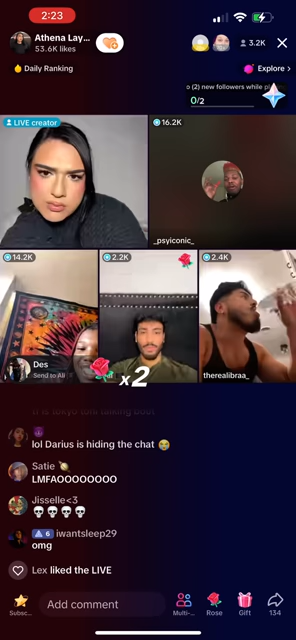 2:23
Athena Lay...
53.6K likes
3.2K
Daily Ranking
Explore >
o (2) new followers while pl
0/2
LIVE creator
16.2K
_psyiconic_
14.2K
2.2K
2.4K
Des
Send to All
x2
therealibraa_
lol Darius is hiding the chat 😭
Satie
LMFAOOOOOOOO
Jisselle<3
💀💀💀💀
6 iwantsleep29
omg
Lex liked the LIVE
Subsc...
Add comment
Multi-...
Rose
Gift
134